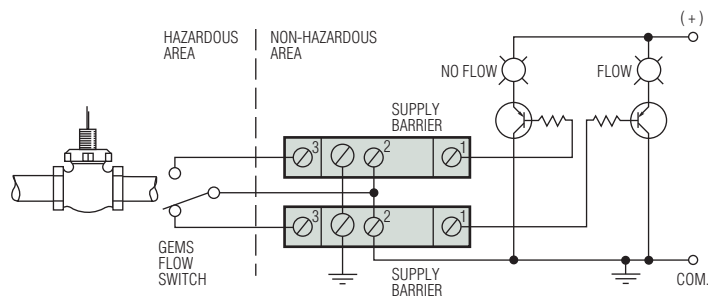 (+)
HAZARDOUS
AREA
NON-HAZARDOUS
AREA
NO FLOW
FLOW
SUPPLY
BARRIER
3
2
1
3
2
1
GEMS
FLOW
SWITCH
SUPPLY
BARRIER
COM.